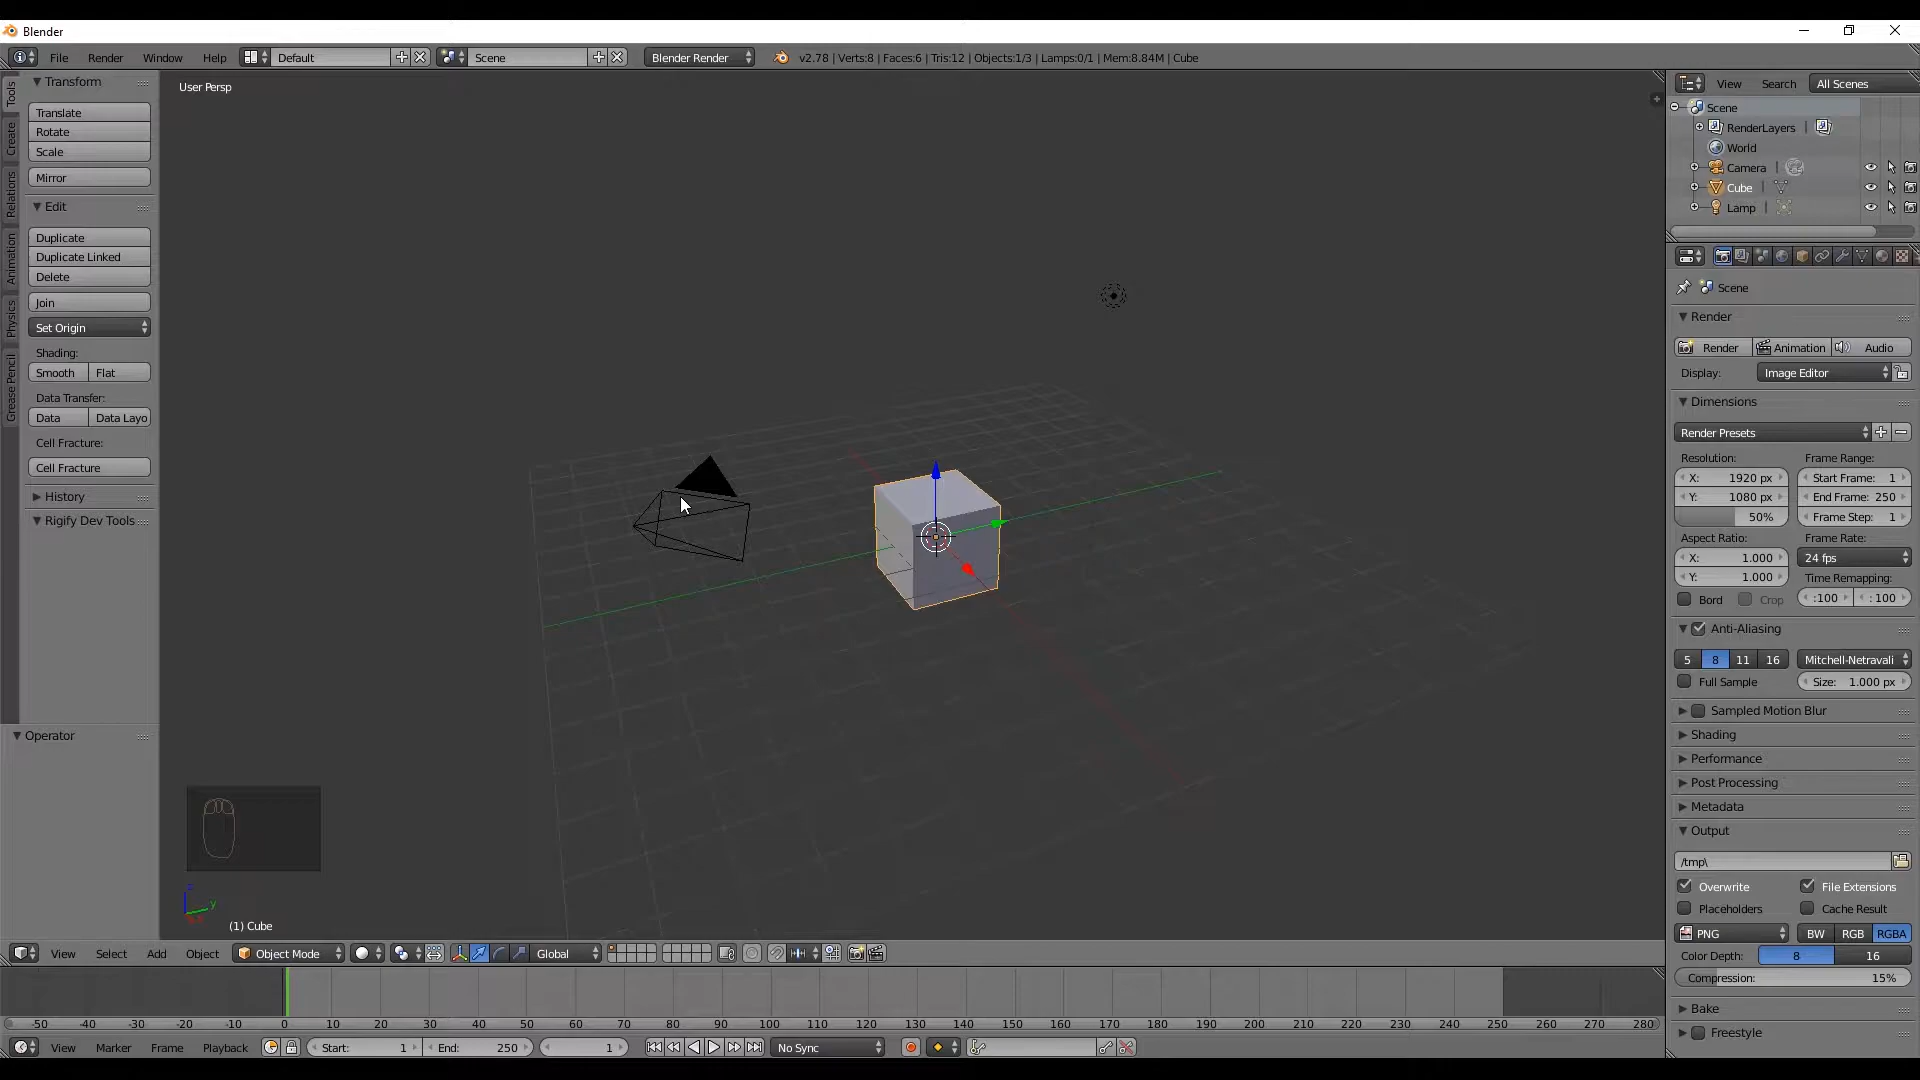 Blender
File Render Window Help Default Scene Blender Render v2.78 | Verts:8 | Faces:6 | Tris:12 | Objects:1/3 | Lamps:0/1 | Mem:8.84M | Cube
Tools
Create
Relations
Animation
Physics
Grease Pencil
Transform
Translate
Rotate
Scale
Mirror
Edit
Duplicate
Duplicate Linked
Delete
Join
Set Origin
Shading:
Smooth Flat
Data Transfer:
Data Data Layo
Cell Fracture:
Cell Fracture
History
Rigify Dev Tools
Operator
User Persp
z
y
(1) Cube
View Select Add Object Object Mode Global
-50 -40 -30 -20 -10 0 10 20 30 40 50 60 70 80 90 100 110 120 130 140 150 160 170 180 190 200 210 220 230 240 250 260 270 280
View Marker Frame Playback Start: 1 End: 250 1 No Sync
View Search All Scenes
Scene
RenderLayers |
World
Camera |
Cube |
Lamp |
Scene
Render
Render Animation Audio
Display: Image Editor
Dimensions
Render Presets
Resolution: Frame Range:
X: 1920 px Start Frame: 1
Y: 1080 px End Frame: 250
50% Frame Step: 1
Aspect Ratio: Frame Rate:
X: 1.000 24 fps
Y: 1.000 Time Remapping:
Bord Crop :100 : 100
Anti-Aliasing
5 8 11 16 Mitchell-Netravali
Full Sample Size: 1.000 px
Sampled Motion Blur
Shading
Performance
Post Processing
Metadata
Output
/tmp\
Overwrite File Extensions
Placeholders Cache Result
PNG BW RGB RGBA
Color Depth: 8 16
Compression: 15%
Bake
Freestyle